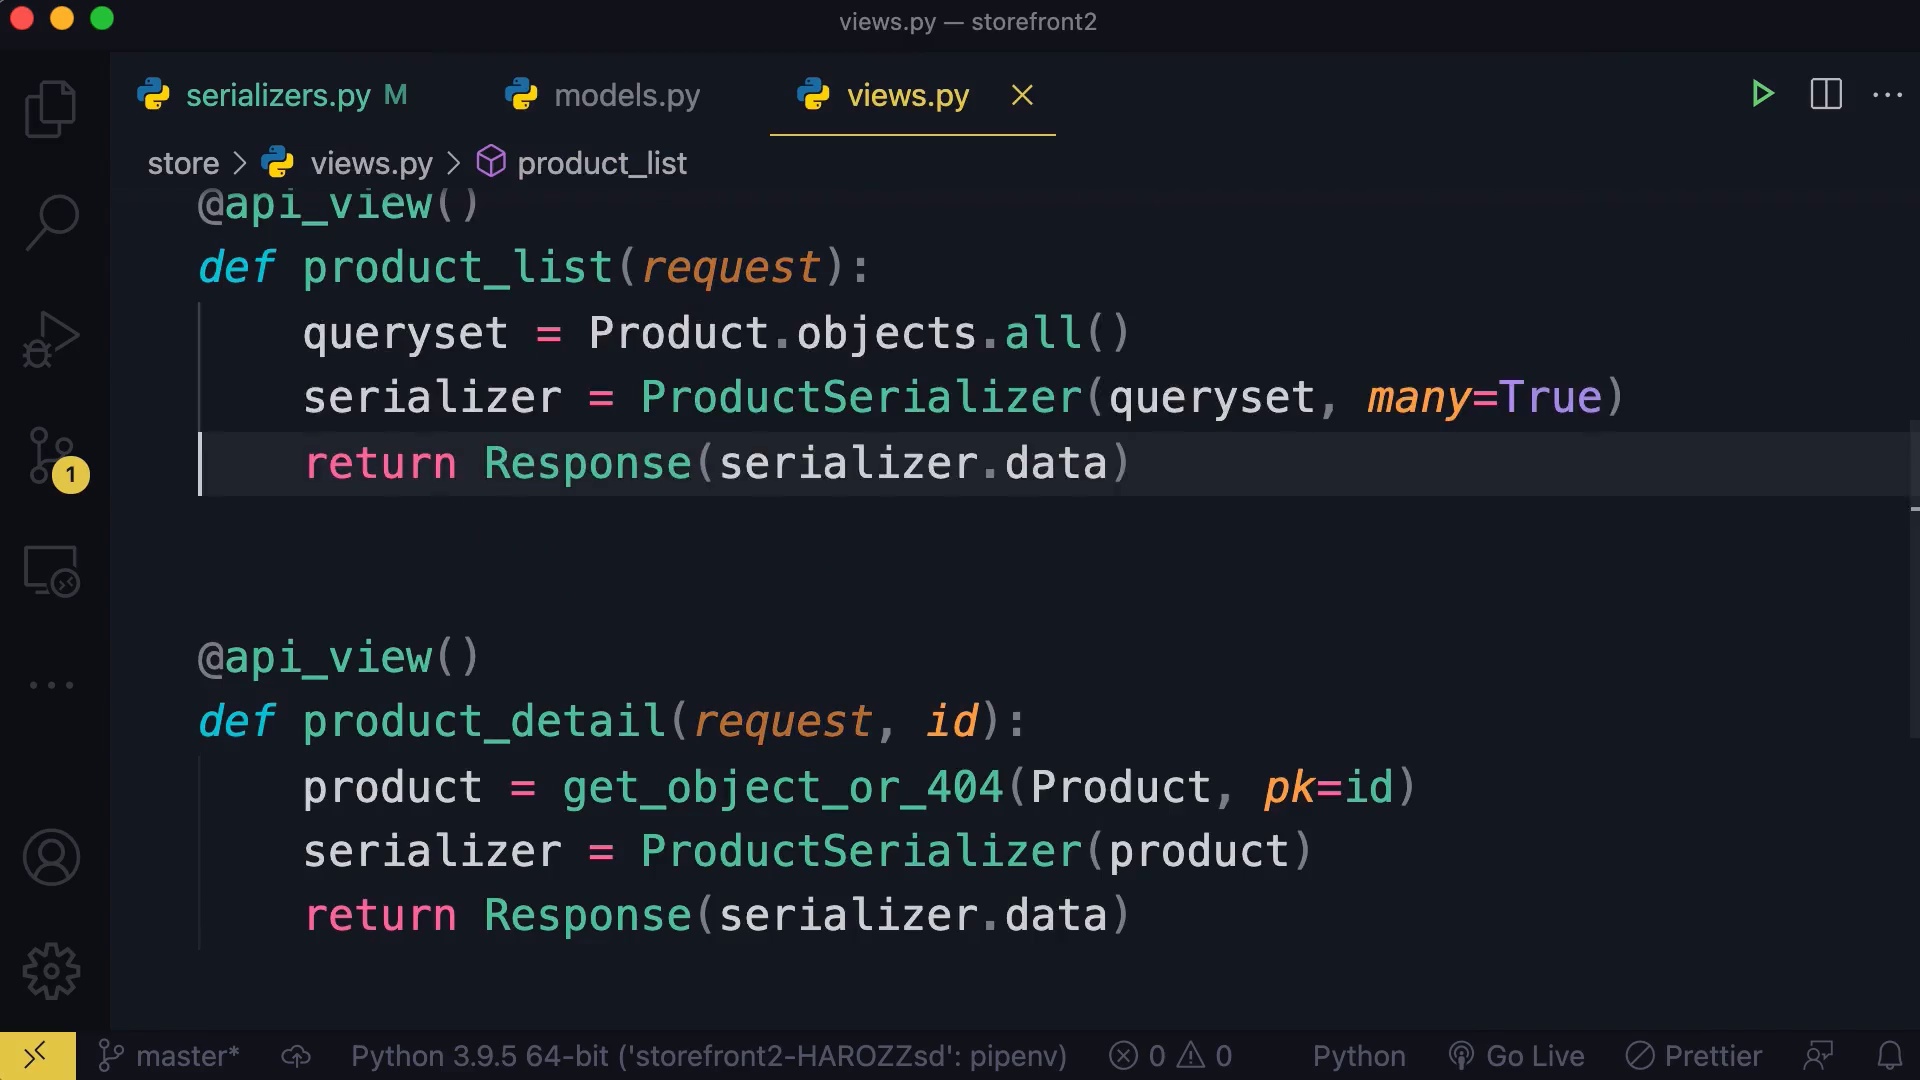 views.py — storefront2
serializers.py M models.py views.py
store > views.py > product_list
@api_view()
def product_list(request):
    queryset = Product.objects.all()
    serializer = ProductSerializer(queryset, many=True)
    return Response(serializer.data)
@api_view()
def product_detail(request, id):
    product = get_object_or_404(Product, pk=id)
    serializer = ProductSerializer(product)
    return Response(serializer.data)
1
master* Python 3.9.5 64-bit ('storefront2-HAROZZsd': pipenv) 0 0 Python Go Live Prettier